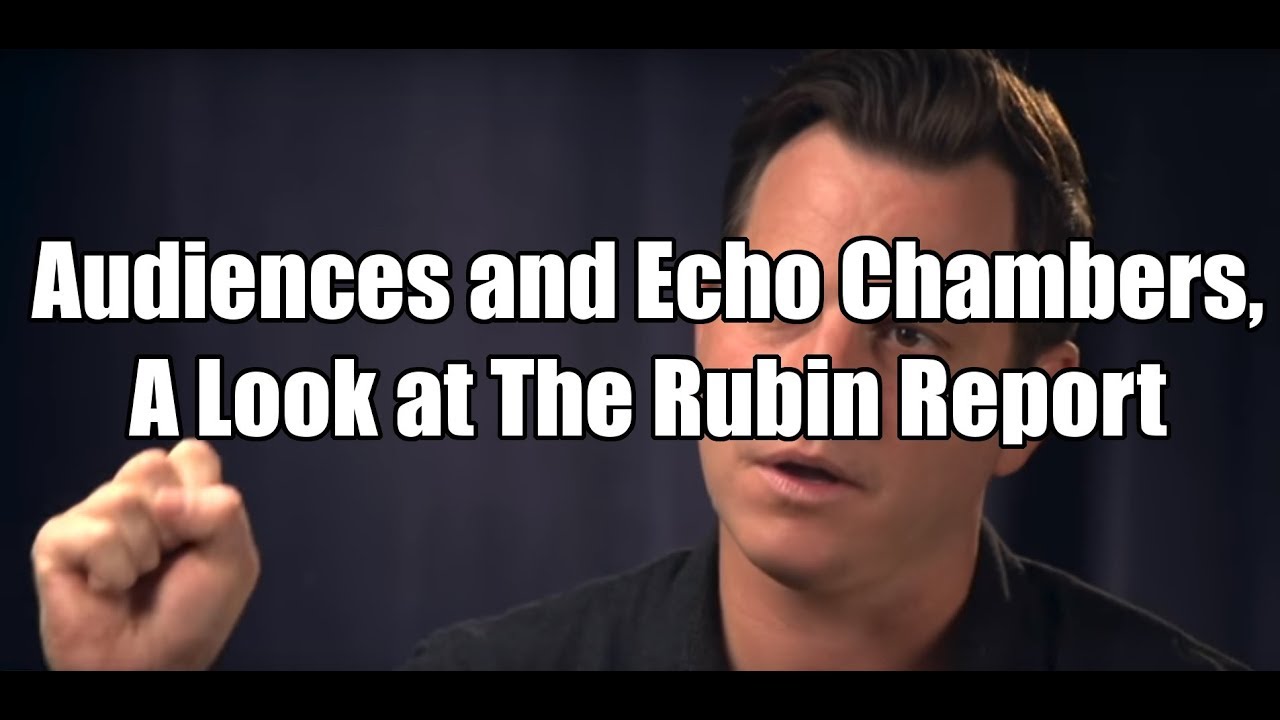 Audiences and Echo Chambers,
A Look at The Rubin Report